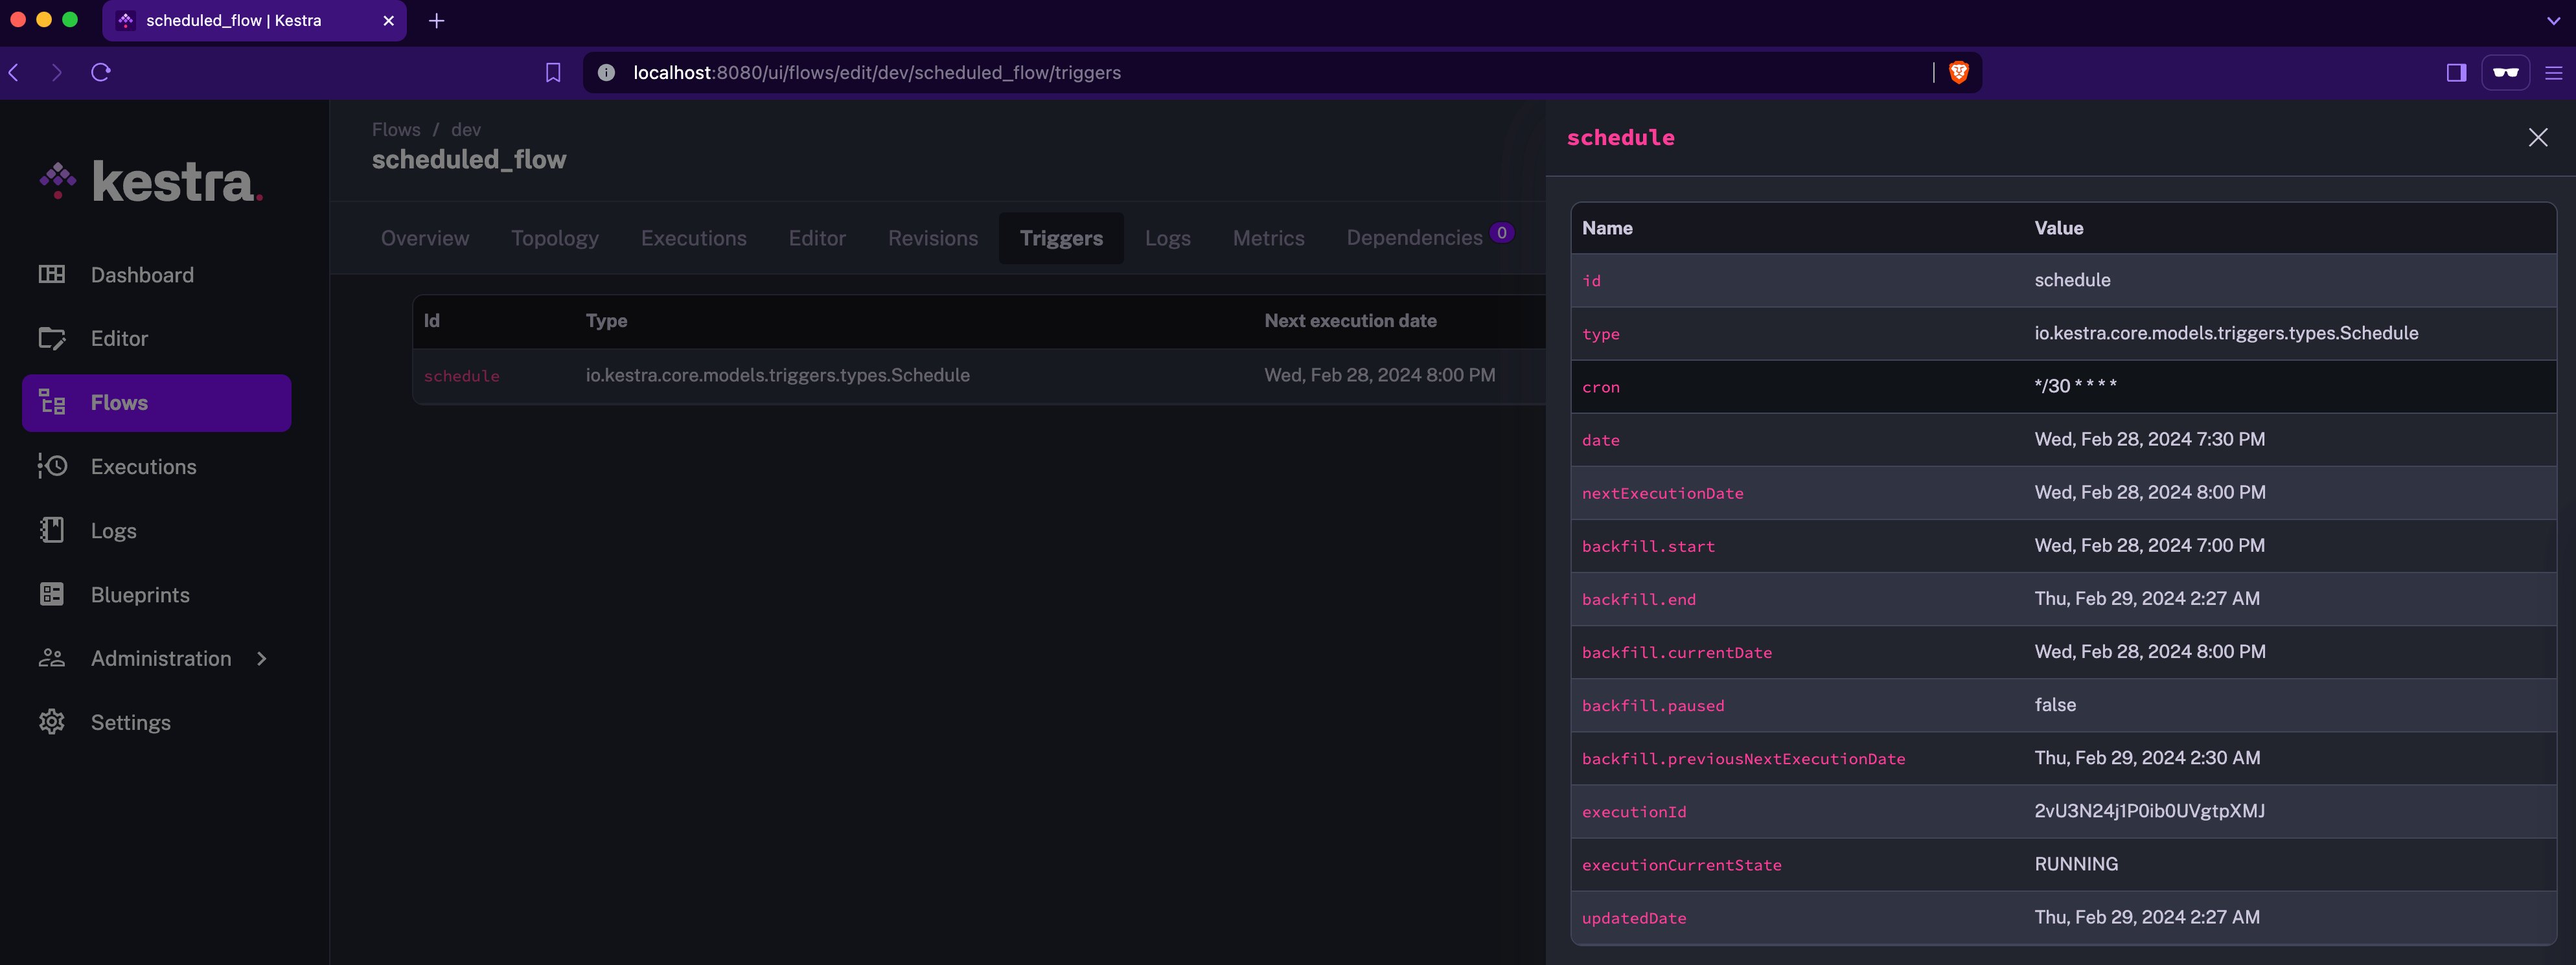 scheduled_flow | Kestra
localhost:8080/ui/flows/edit/dev/scheduled_flow/triggers
kestra.
Dashboard
Editor
Flows
Executions
Logs
Blueprints
Administration
Settings
Flows / dev
scheduled_flow
Overview Topology Executions Editor Revisions Triggers Logs Metrics Dependencies 0
Id Type Next execution date
schedule io.kestra.core.models.triggers.types.Schedule Wed, Feb 28, 2024 8:00 PM
schedule
Name Value
id schedule
type io.kestra.core.models.triggers.types.Schedule
cron */30 * * * *
date Wed, Feb 28, 2024 7:30 PM
nextExecutionDate Wed, Feb 28, 2024 8:00 PM
backfill.start Wed, Feb 28, 2024 7:00 PM
backfill.end Thu, Feb 29, 2024 2:27 AM
backfill.currentDate Wed, Feb 28, 2024 8:00 PM
backfill.paused false
backfill.previousNextExecutionDate Thu, Feb 29, 2024 2:30 AM
executionId 2vU3N24j1P0ib0UVgtpXMJ
executionCurrentState RUNNING
updatedDate Thu, Feb 29, 2024 2:27 AM